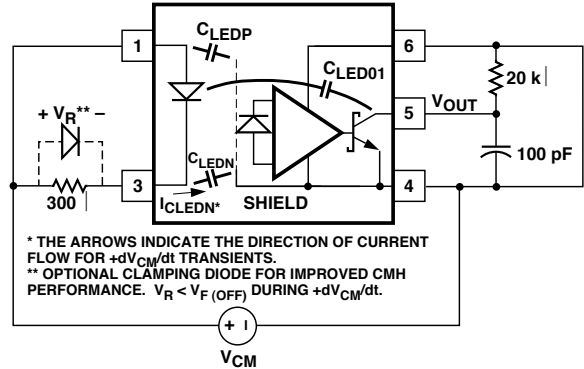 1
CLEDP
6
CLED01
20 k
+ VR** –
VOUT
5
CLEDN
100 pF
3
4
300
ICLEDN*
SHIELD
* THE ARROWS INDICATE THE DIRECTION OF CURRENT
FLOW FOR +dVCM/dt TRANSIENTS.
** OPTIONAL CLAMPING DIODE FOR IMPROVED CMH
PERFORMANCE. VR < VF (OFF) DURING +dVCM/dt.
+ I
VCM